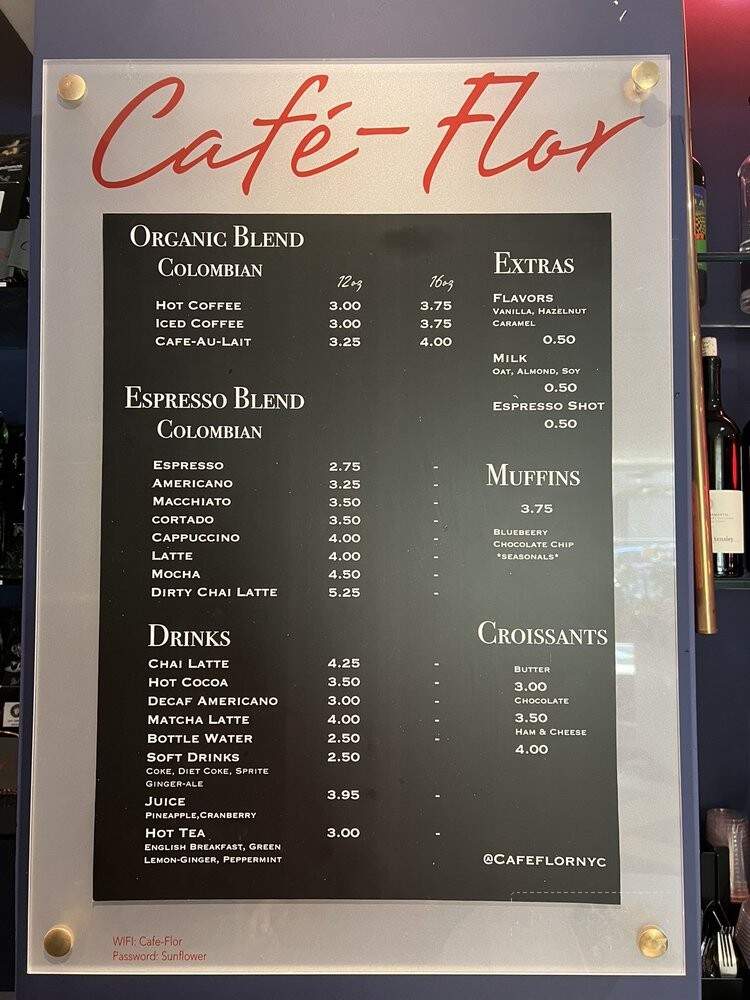 Café-Flor
Organic Blend
Colombian
12oz 16oz
Hot Coffee 3.00 3.75
Iced Coffee 3.00 3.75
Cafe-Au-Lait 3.25 4.00
Espresso Blend
Colombian
Espresso 2.75 -
Americano 3.25 -
Macchiato 3.50 -
cortado 3.50 -
Cappuccino 4.00 -
Latte 4.00 -
Mocha 4.50 -
Dirty Chai Latte 5.25 -
Drinks
Chai Latte 4.25 -
Hot Cocoa 3.50 -
Decaf Americano 3.00 -
Matcha Latte 4.00 -
Bottle Water 2.50 -
Soft Drinks 2.50
Coke, Diet Coke, Sprite
Ginger-ale
Juice 3.95 -
Pineapple,Cranberry
Hot Tea 3.00 -
English Breakfast, Green
Lemon-Ginger, Peppermint
Extras
Flavors
Vanilla, Hazelnut
Caramel
0.50
Milk
Oat, Almond, Soy
0.50
Espresso Shot
0.50
Muffins
3.75
Bluebeery
Chocolate Chip
*seasonals*
Croissants
Butter
3.00
Chocolate
3.50
Ham & Cheese
4.00
@Cafeflornyc
WIFI: Cafe-Flor
Password: Sunflower